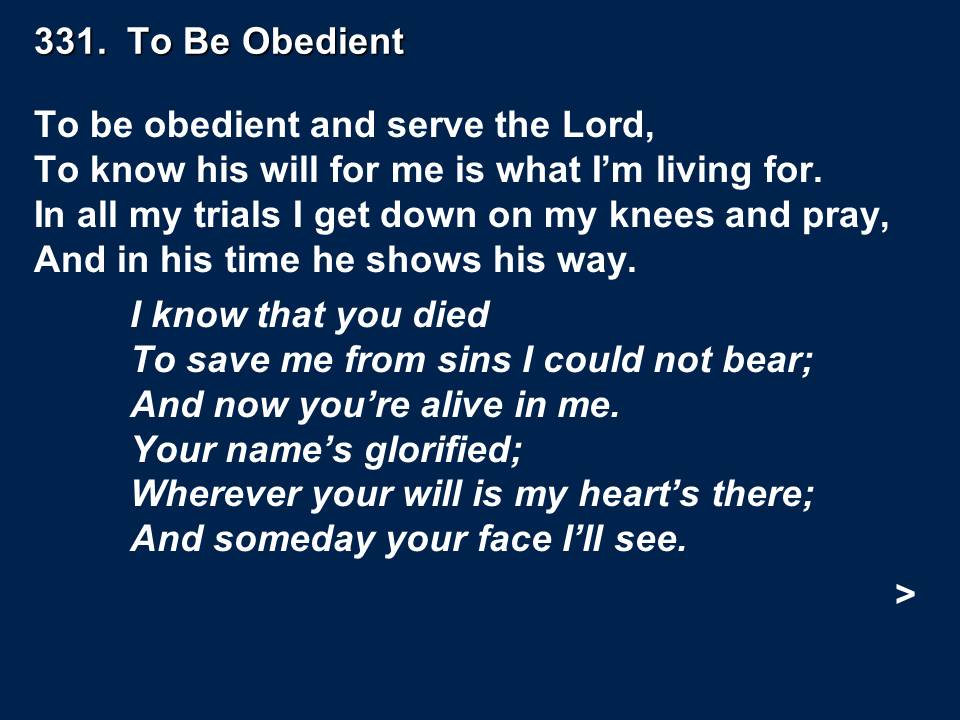 331.  To Be Obedient
To be obedient and serve the Lord,
To know his will for me is what I’m living for.
In all my trials I get down on my knees and pray,
And in his time he shows his way.
I know that you died
To save me from sins I could not bear;
And now you’re alive in me.
Your name’s glorified;
Wherever your will is my heart’s there;
And someday your face I’ll see.
>